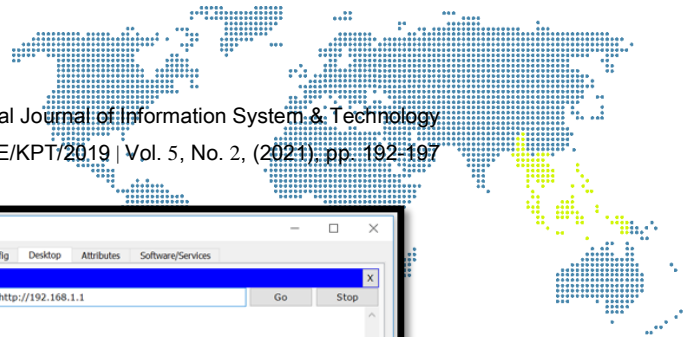 al Journal of Information System & Technology
E/KPT/2019 | Vol. 5, No. 2, (2021), pp. 192-197
fig Desktop Attributes Software/Services
X
http://192.168.1.1 Go Stop